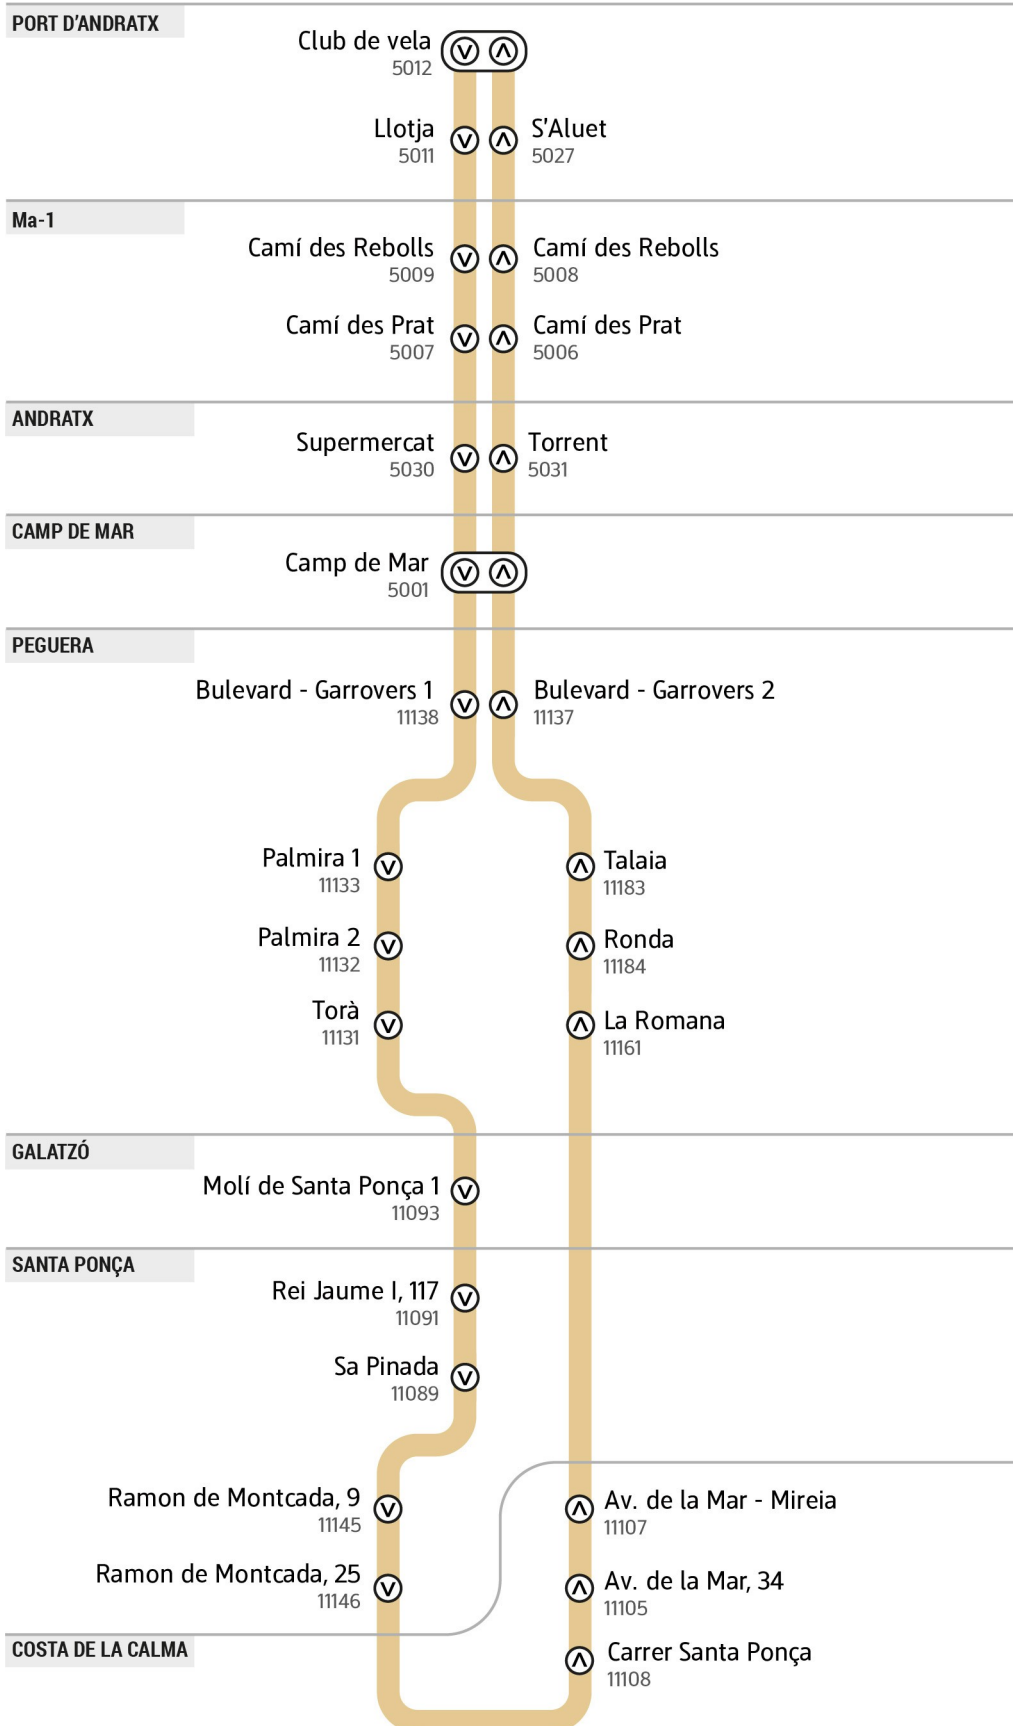 PORT D'ANDRATX
Club de vela
5012
Llotja
5011
S'Aluet
5027
Ma-1
Camí des Rebolls
5009
Camí des Rebolls
5008
Camí des Prat
5007
Camí des Prat
5006
ANDRATX
Supermercat
5030
Torrent
5031
CAMP DE MAR
Camp de Mar
5001
PEGUERA
Bulevard - Garrovers 1
11138
Bulevard - Garrovers 2
11137
Palmira 1
11133
Talaia
11183
Palmira 2
11132
Ronda
11184
Torà
11131
La Romana
11161
GALATZÓ
Molí de Santa Ponça 1
11093
SANTA PONÇA
Rei Jaume I, 117
11091
Sa Pinada
11089
Ramon de Montcada, 9
11145
Av. de la Mar - Mireia
11107
Ramon de Montcada, 25
11146
Av. de la Mar, 34
11105
COSTA DE LA CALMA
Carrer Santa Ponça
11108